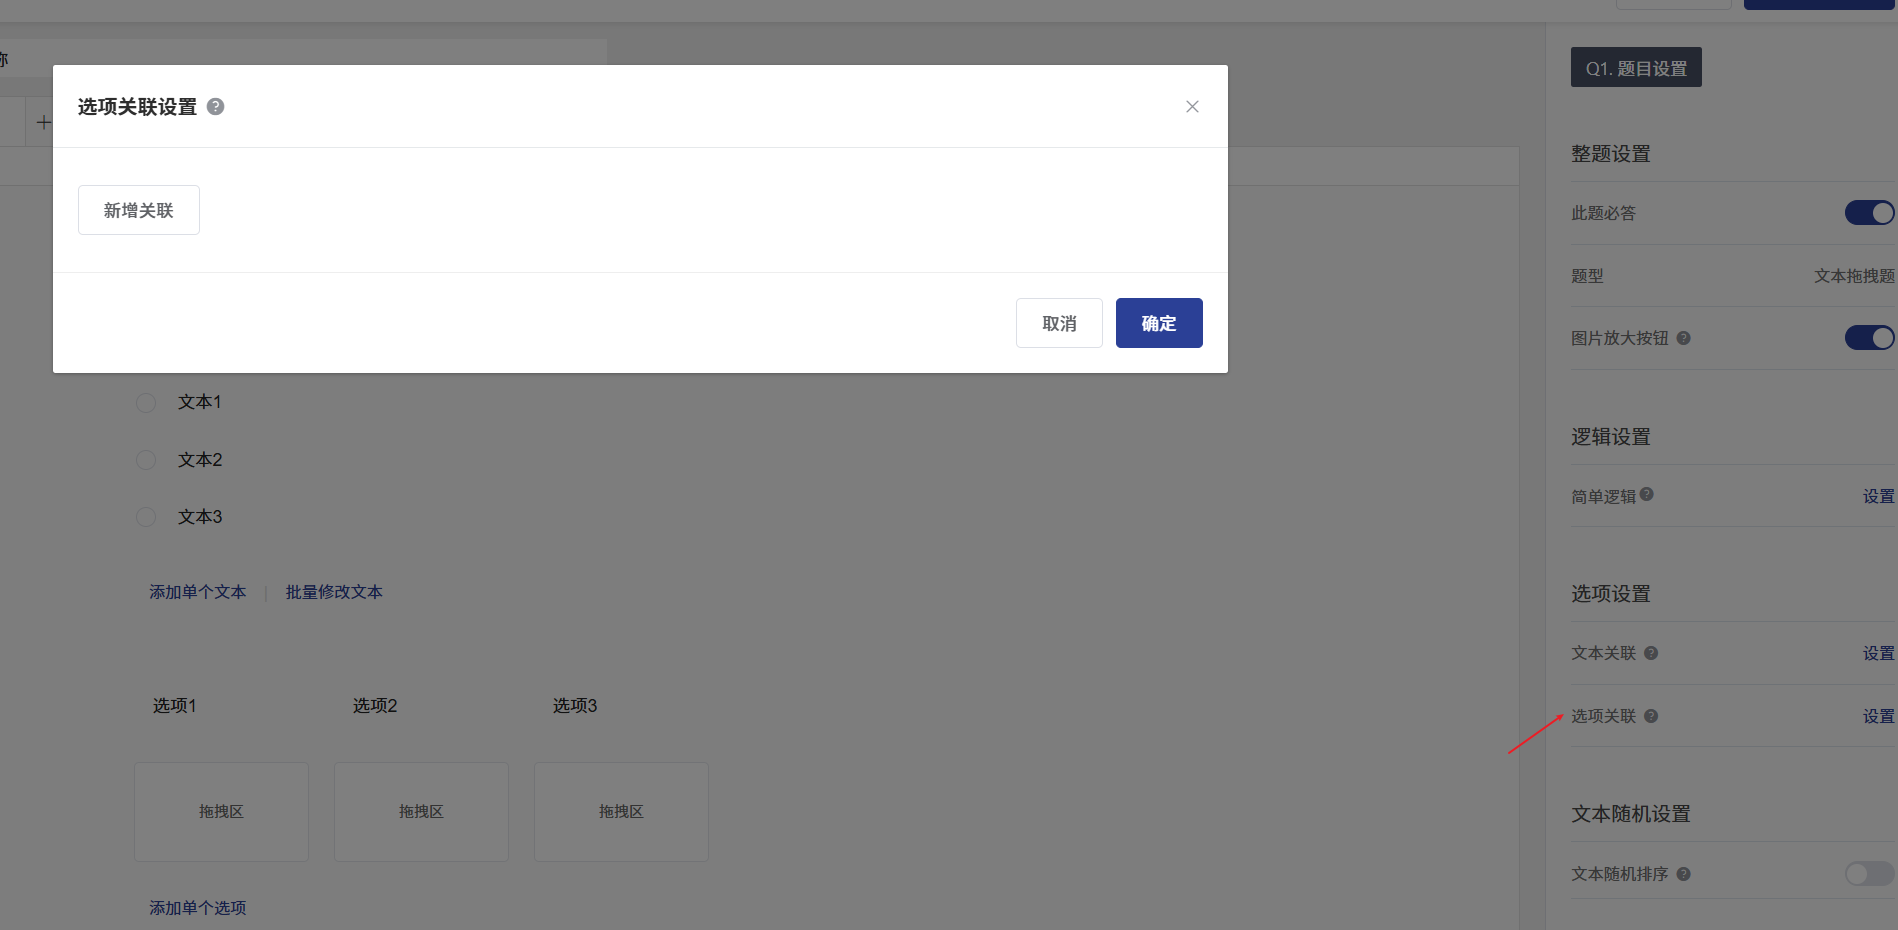 称
选项关联设置
新增关联
取消
确定
文本1
文本2
文本3
添加单个文本
批量修改文本
选项1
选项2
选项3
拖拽区
拖拽区
拖拽区
添加单个选项
Q1. 题目设置
整题设置
此题必答
题型
文本拖拽题
图片放大按钮
逻辑设置
简单逻辑
设置
选项设置
文本关联
设置
选项关联
设置
文本随机设置
文本随机排序